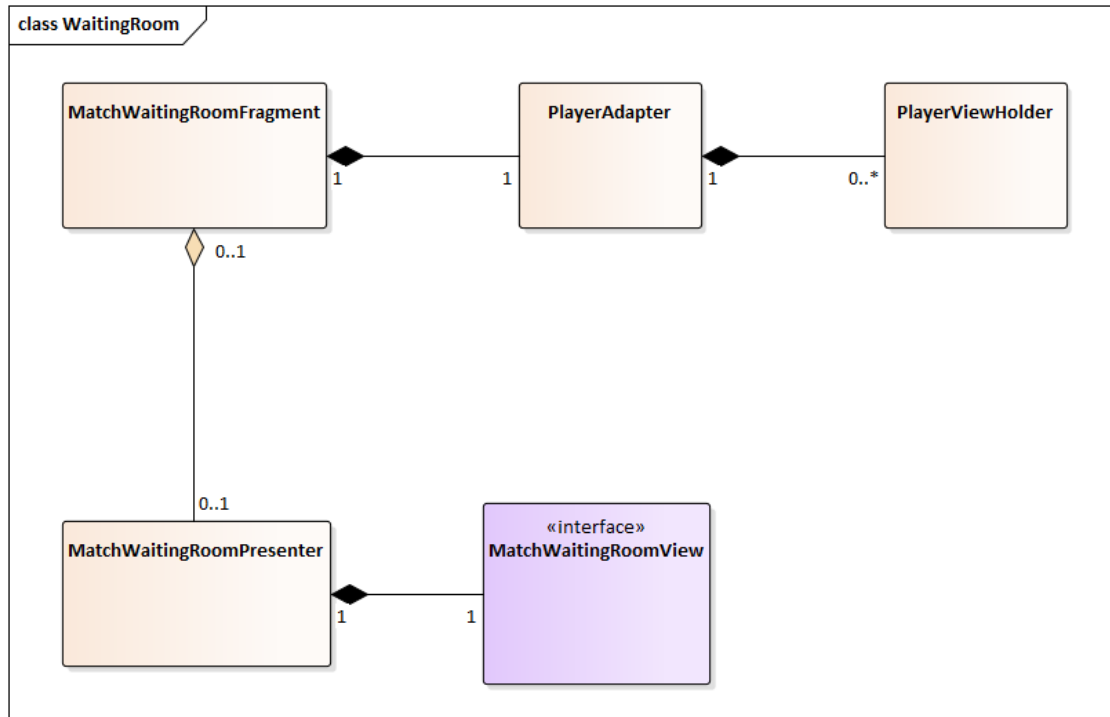 class WaitingRoom
MatchWaitingRoomFragment
PlayerAdapter
PlayerViewHolder
1
1
1
0..*
0..1
0..1
MatchWaitingRoomPresenter
«interface»
MatchWaitingRoomView
1
1